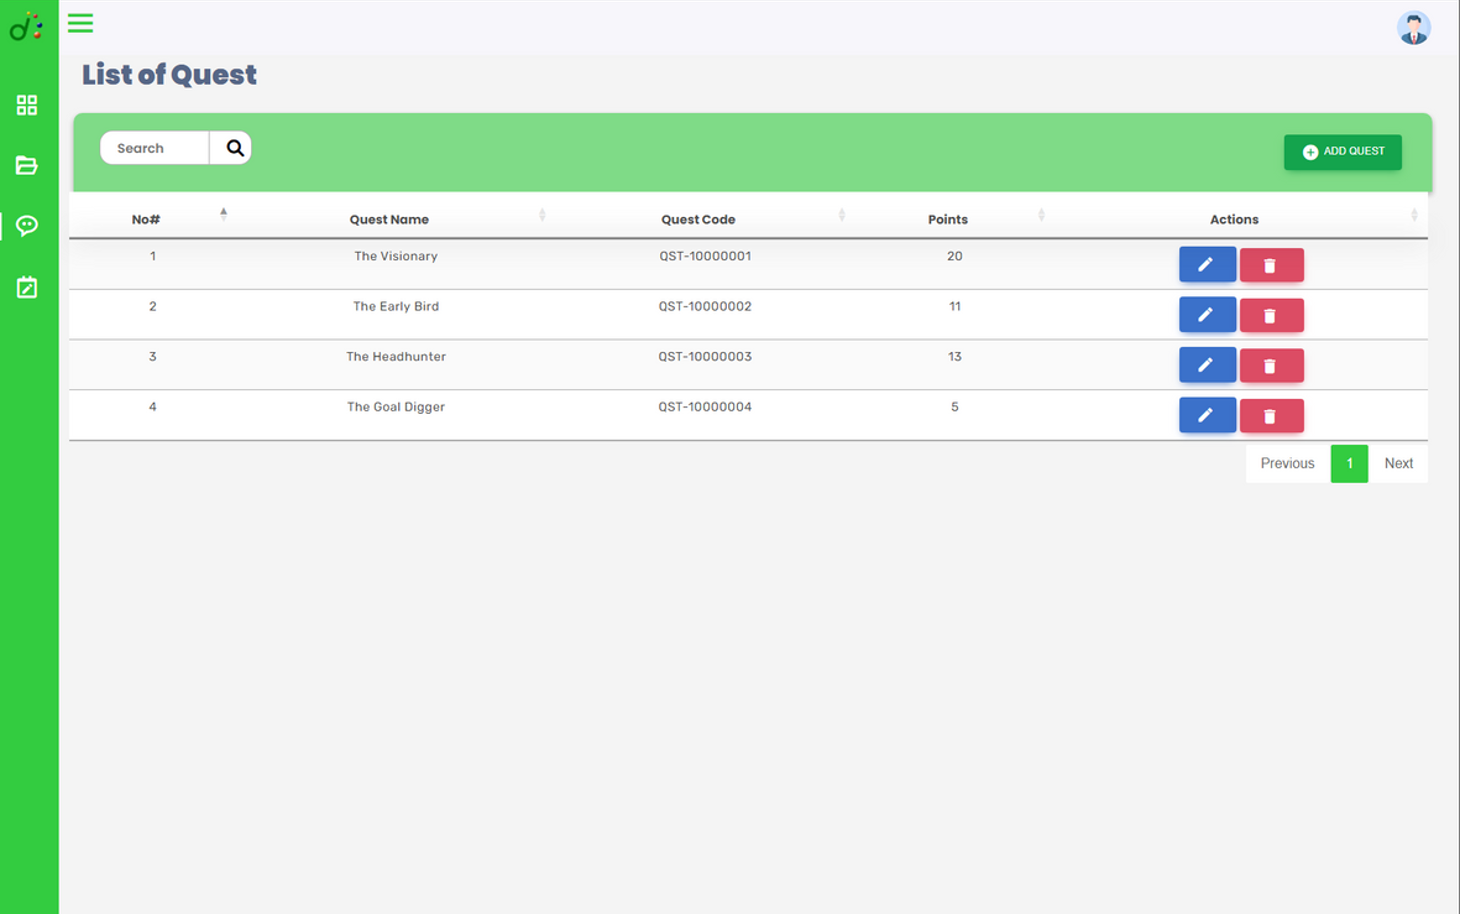 List of Quest
Search
ADD QUEST
No# Quest Name Quest Code Points Actions
1 The Visionary QST-10000001 20
2 The Early Bird QST-10000002 11
3 The Headhunter QST-10000003 13
4 The Goal Digger QST-10000004 5
Previous 1 Next